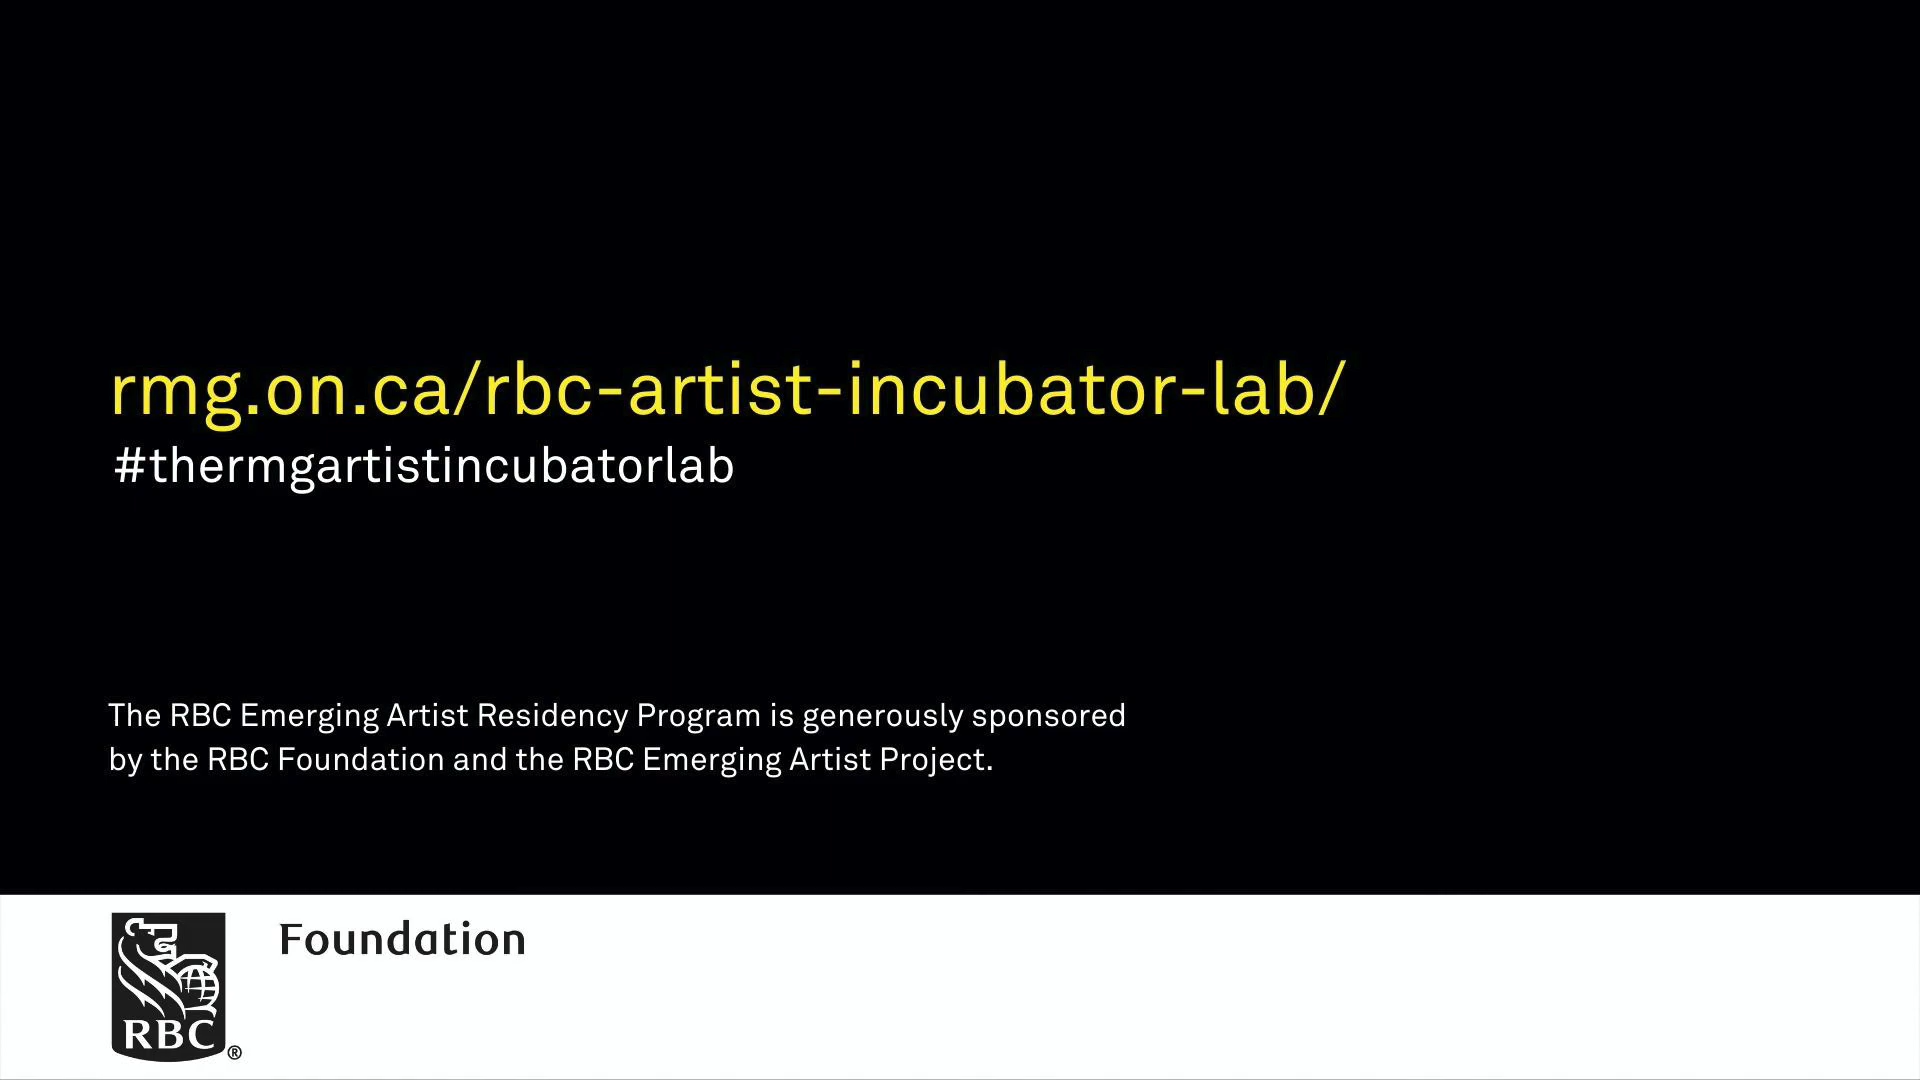 rmg.on.ca/rbc-artist-incubator-lab/
#thermgartistincubatorlab
The RBC Emerging Artist Residency Program is generously sponsored
by the RBC Foundation and the RBC Emerging Artist Project.
Foundation
RBC®